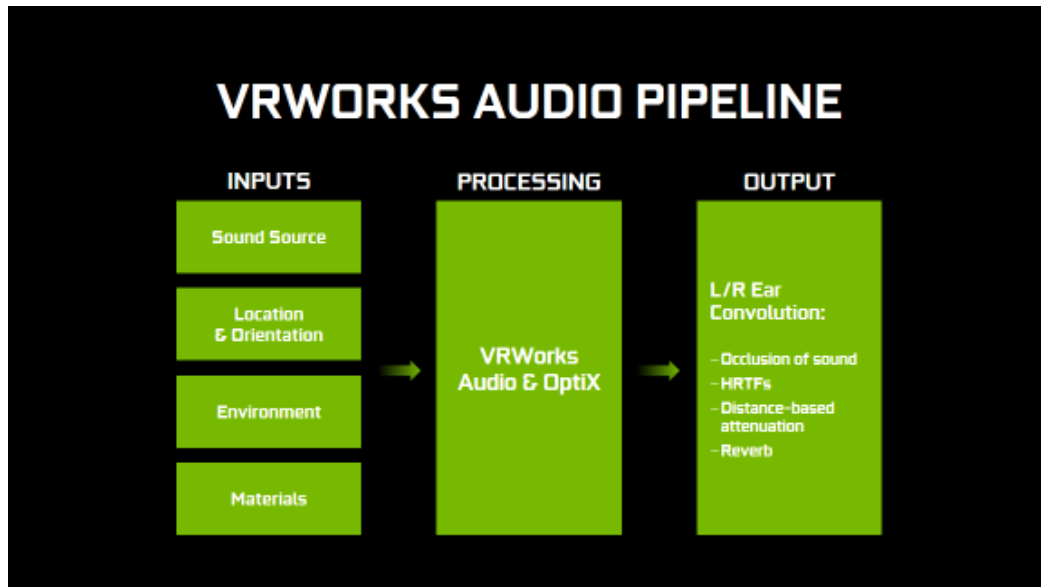 VRWORKS AUDIO PIPELINE
INPUTS
Sound Source
Location
& Orientation
Environment
Materials
PROCESSING
VRWorks
Audio & OptiX
OUTPUT
L/R Ear
Convolution:
– Occlusion of sound
– HRTFs
– Distance-based
attenuation
– Reverb